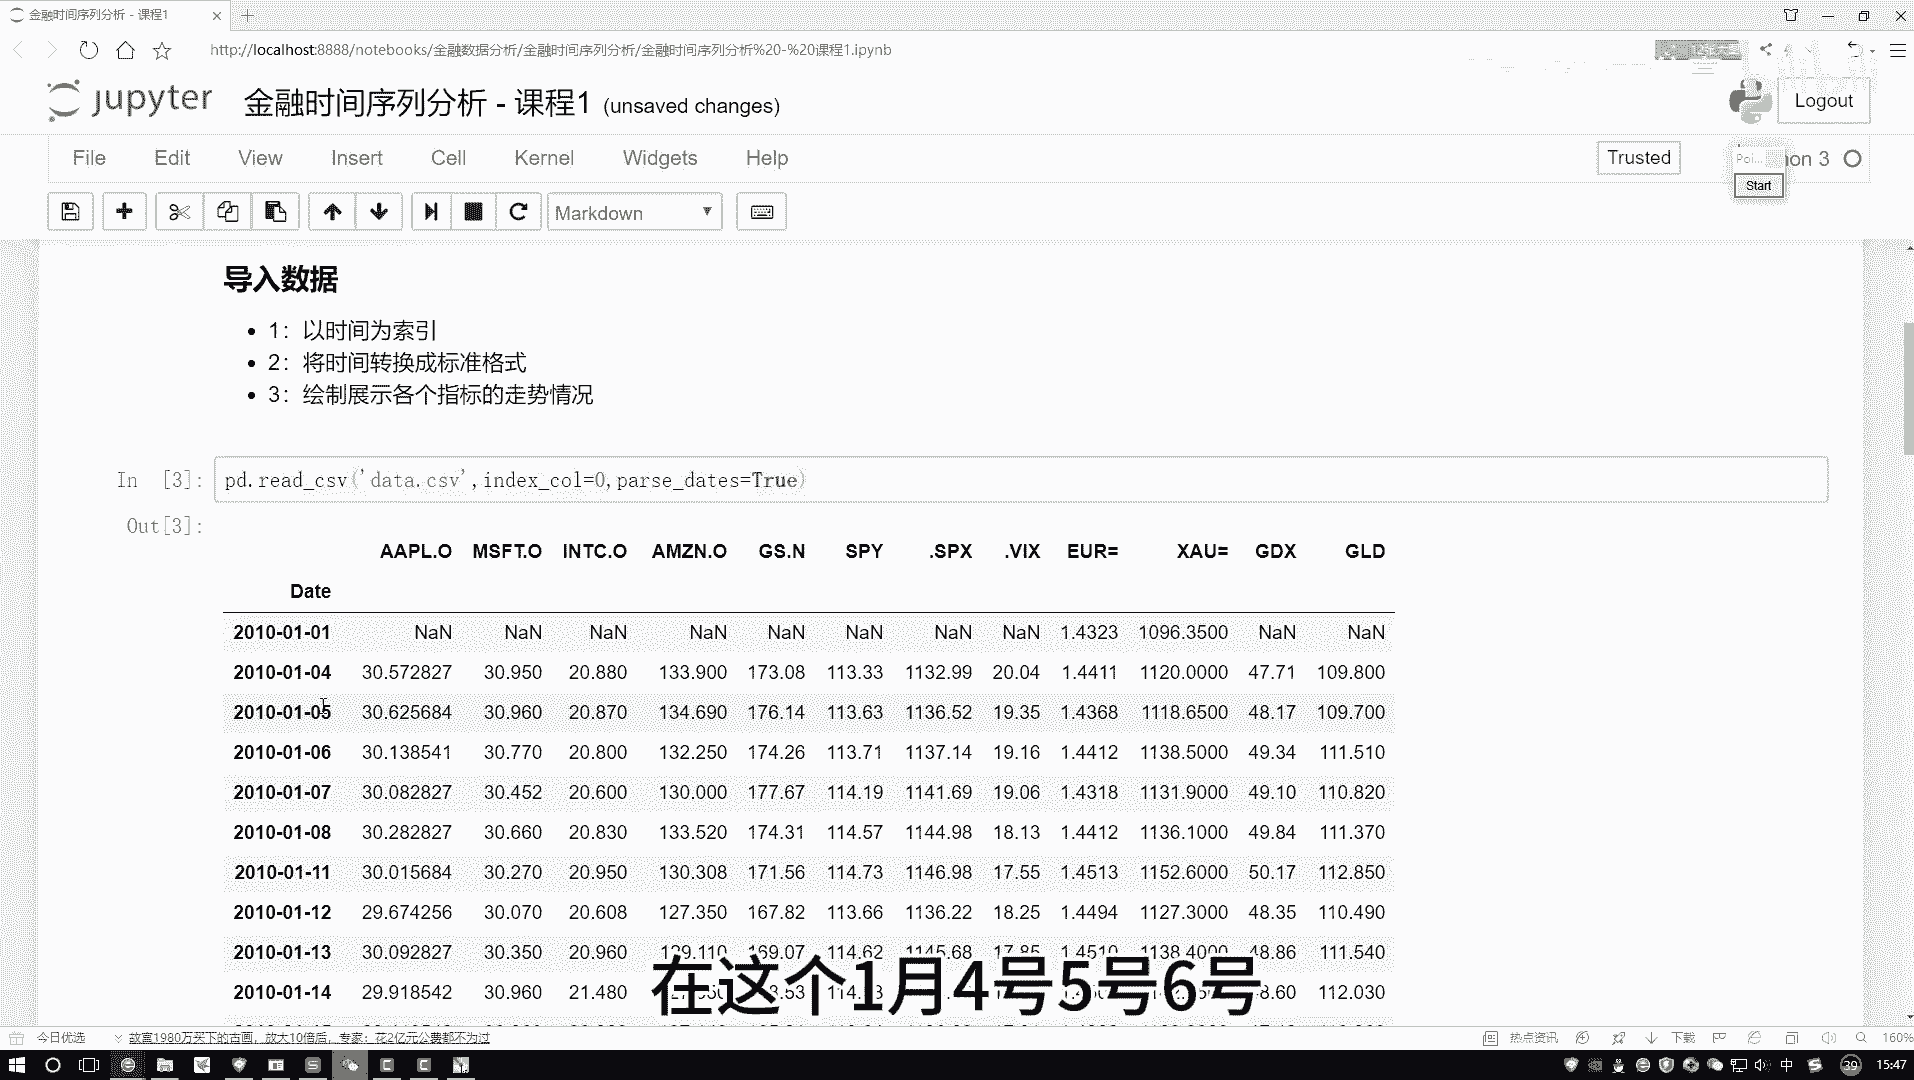 金融时间序列分析 - 课程1
http://localhost:8888/notebooks/金融数据分析/金融时间序列分析/金融时间序列分析%20-%20课程1.ipynb
jupyter 金融时间序列分析 - 课程1 (unsaved changes)
Logout
File Edit View Insert Cell Kernel Widgets Help
Trusted
Poi... on 3
Start
Markdown
导入数据
1：以时间为索引
2：将时间转换成标准格式
3：绘制展示各个指标的走势情况
In [3]: pd.read_csv('data.csv',index_col=0,parse_dates=True)
Out[3]:
AAPL.O MSFT.O INTC.O AMZN.O GS.N SPY .SPX .VIX EUR= XAU= GDX GLD
Date
2010-01-01 NaN NaN NaN NaN NaN NaN NaN NaN 1.4323 1096.3500 NaN NaN
2010-01-04 30.572827 30.950 20.880 133.900 173.08 113.33 1132.99 20.04 1.4411 1120.0000 47.71 109.800
2010-01-05 30.625684 30.960 20.870 134.690 176.14 113.63 1136.52 19.35 1.4368 1118.6500 48.17 109.700
2010-01-06 30.138541 30.770 20.800 132.250 174.26 113.71 1137.14 19.16 1.4412 1138.5000 49.34 111.510
2010-01-07 30.082827 30.452 20.600 130.000 177.67 114.19 1141.69 19.06 1.4318 1131.9000 49.10 110.820
2010-01-08 30.282827 30.660 20.830 133.520 174.31 114.57 1144.98 18.13 1.4412 1136.1000 49.84 111.370
2010-01-11 30.015684 30.270 20.950 130.308 171.56 114.73 1146.98 17.55 1.4513 1152.6000 50.17 112.850
2010-01-12 29.674256 30.070 20.608 127.350 167.82 113.66 1136.22 18.25 1.4494 1127.3000 48.35 110.490
2010-01-13 30.092827 30.350 20.960 129.110 169.07 114.62 1145.68 17.85 1.4510 1138.4000 48.86 111.540
2010-01-14 29.918542 30.960 21.480 112.030
在这个1月4号5号6号
今日优选 故宫1980万买下的古画，放大10倍后，专家：花2亿元公费都不为过
热点资讯 下载 160%
中 39 15:47